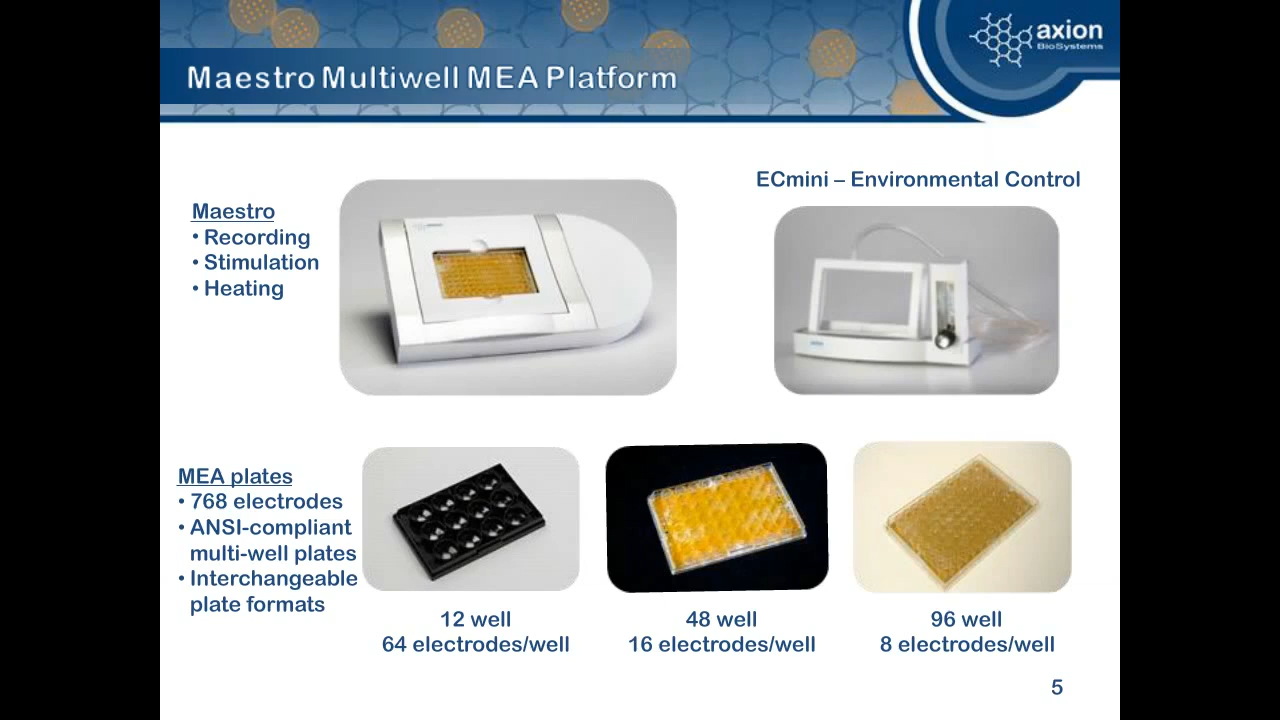 axion
BioSystems
Maestro Multiwell MEA Platform
ECmini – Environmental Control
Maestro
• Recording
• Stimulation
• Heating
MEA plates
• 768 electrodes
• ANSI-compliant
multi-well plates
• Interchangeable
plate formats
12 well
64 electrodes/well
48 well
16 electrodes/well
96 well
8 electrodes/well
5